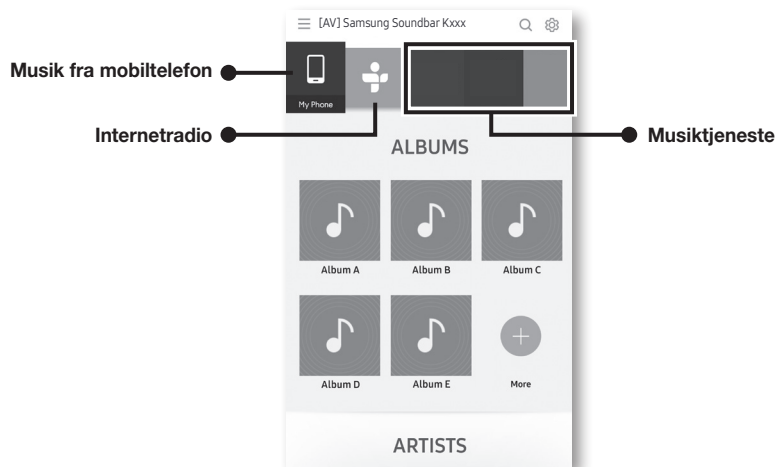 [AV] Samsung Soundbar Kxxx
Musik fra mobiltelefon
My Phone
Internetradio
Musiktjeneste
ALBUMS
Album A
Album B
Album C
Album D
Album E
More
ARTISTS